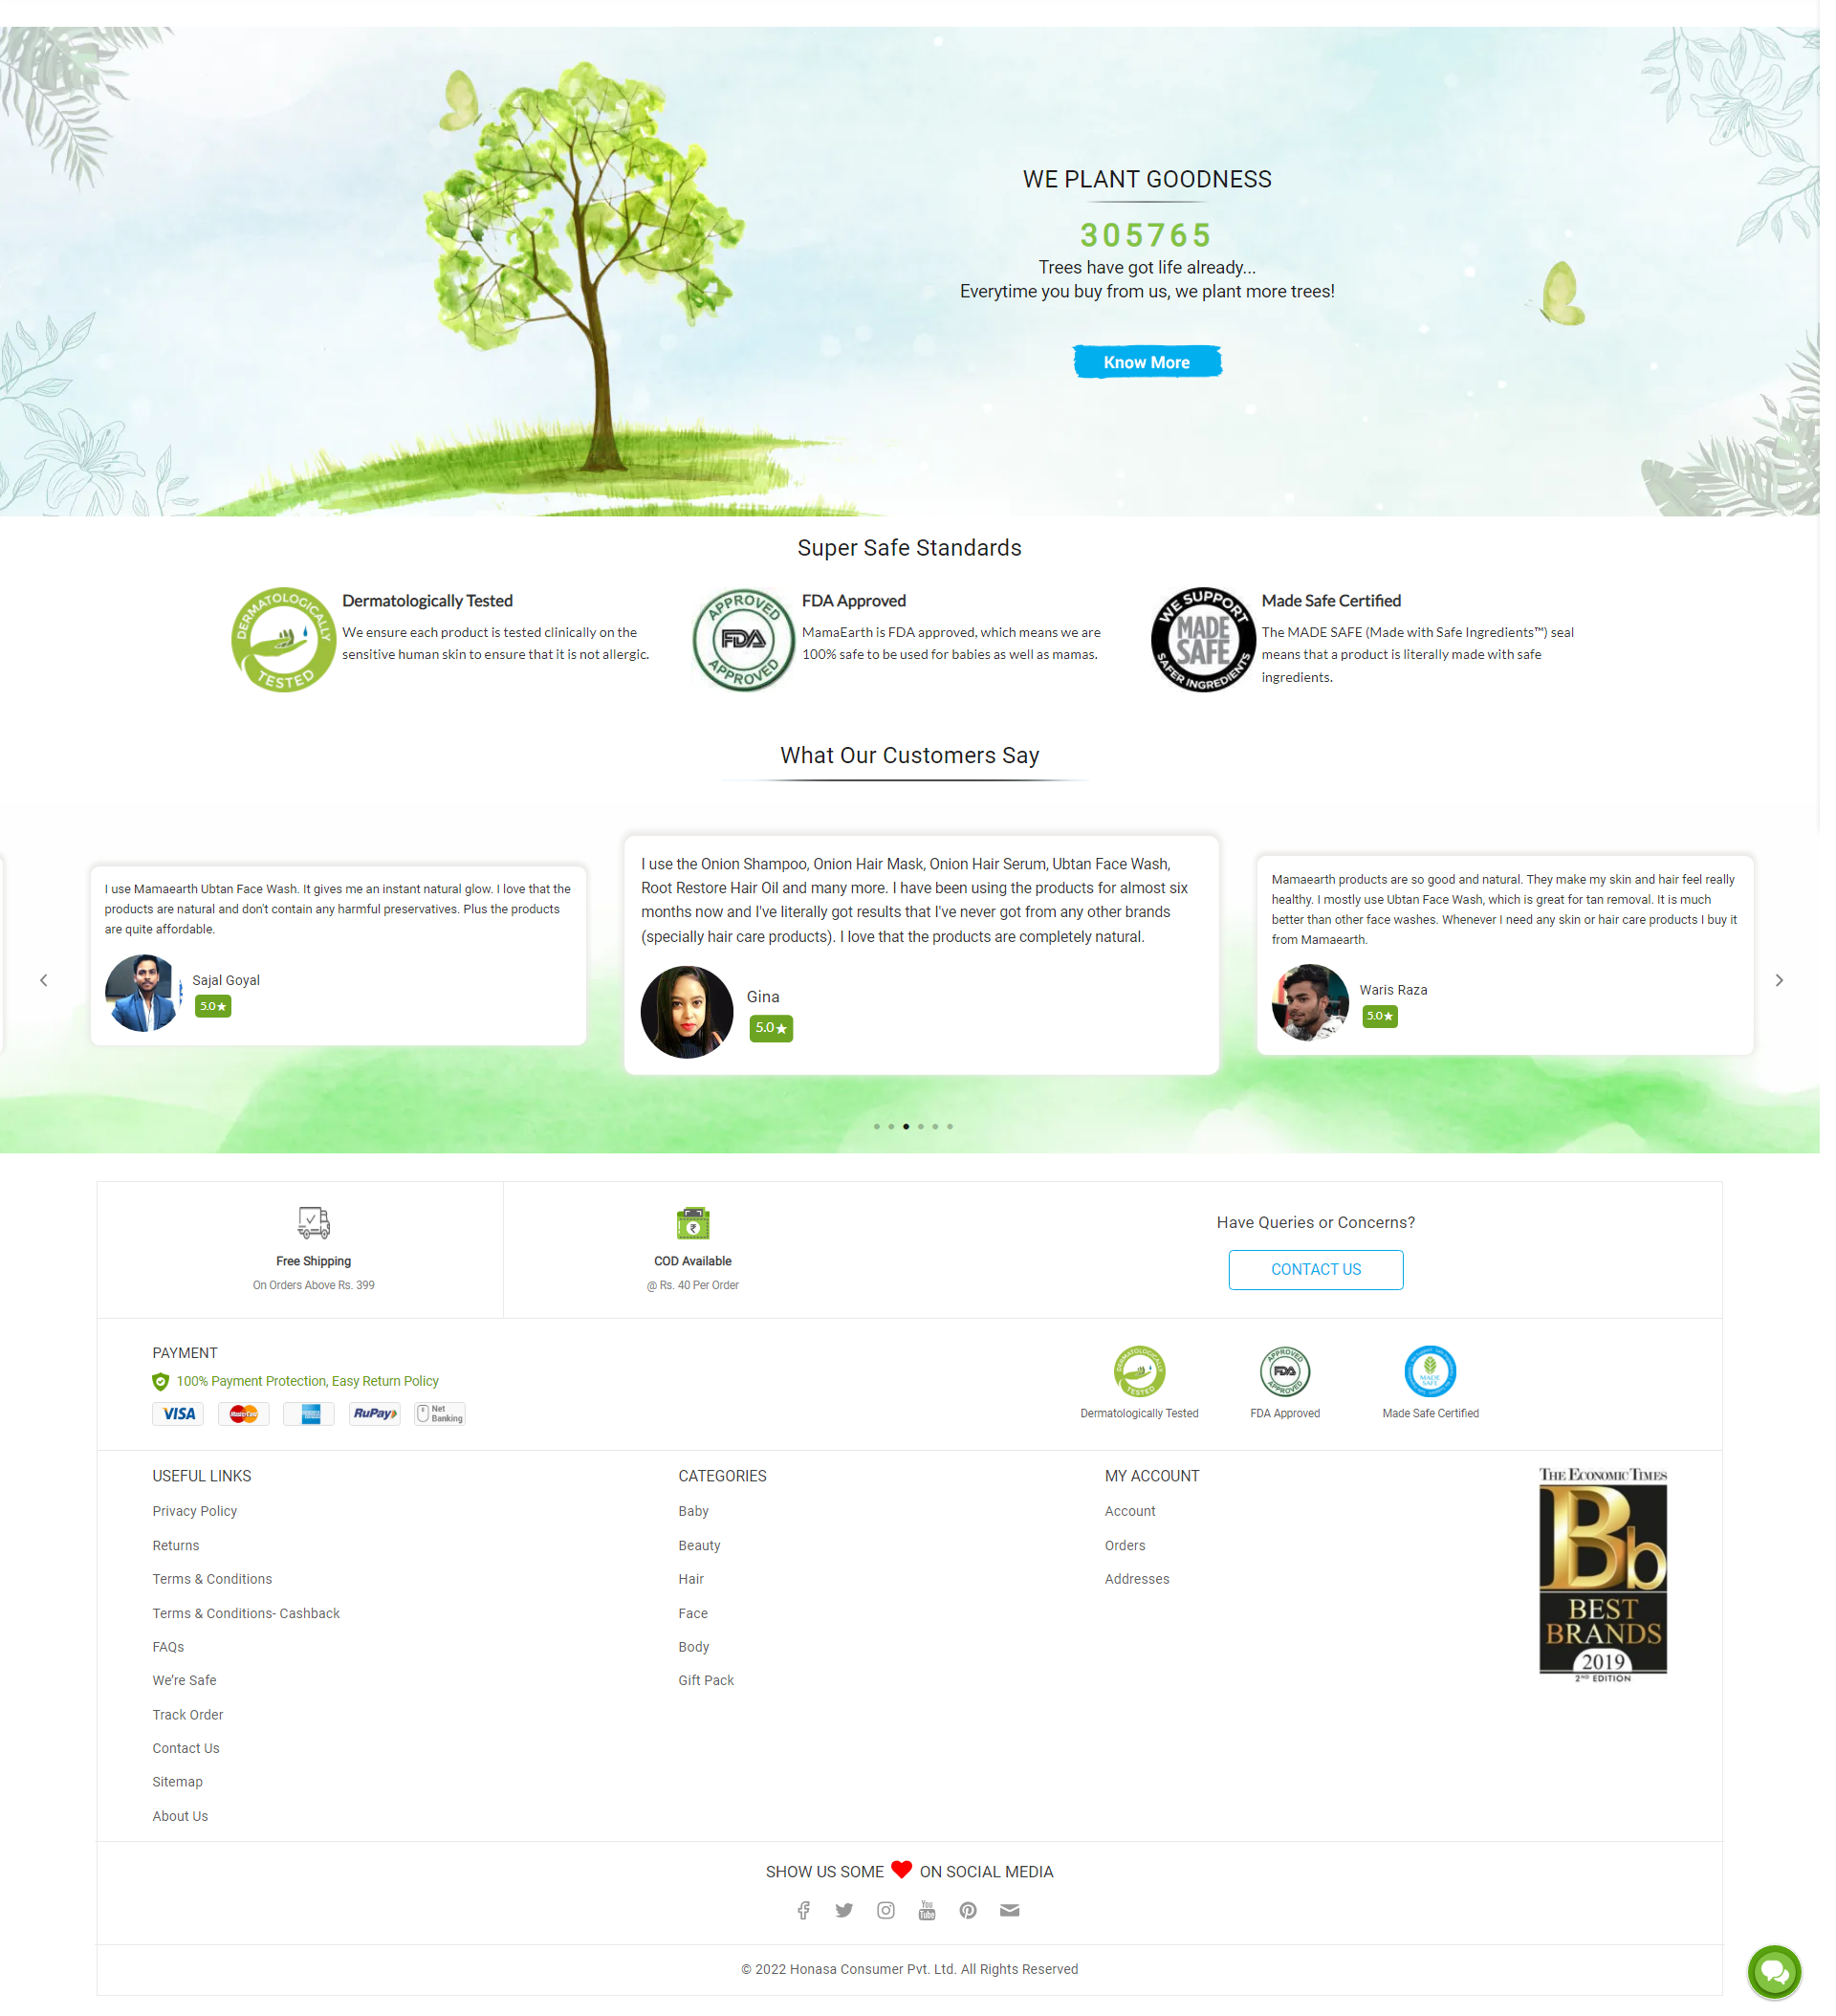 WE PLANT GOODNESS
305765
Trees have got life already...
Everytime you buy from us, we plant more trees!
Know More
Super Safe Standards
DERMATOLOGICALLY TESTED
Dermatologically Tested
We ensure each product is tested clinically on the
sensitive human skin to ensure that it is not allergic.
APPROVED FDA APPROVED
FDA Approved
MamaEarth is FDA approved, which means we are
100% safe to be used for babies as well as mamas.
WE SUPPORT MADE SAFE SAFER INGREDIENTS
Made Safe Certified
The MADE SAFE (Made with Safe Ingredients™) seal
means that a product is literally made with safe
ingredients.
What Our Customers Say
I use Mamaearth Ubtan Face Wash. It gives me an instant natural glow. I love that the
products are natural and don't contain any harmful preservatives. Plus the products
are quite affordable.
Sajal Goyal
5.0★
I use the Onion Shampoo, Onion Hair Mask, Onion Hair Serum, Ubtan Face Wash,
Root Restore Hair Oil and many more. I have been using the products for almost six
months now and I've literally got results that I've never got from any other brands
(specially hair care products). I love that the products are completely natural.
Gina
5.0★
Mamaearth products are so good and natural. They make my skin and hair feel really
healthy. I mostly use Ubtan Face Wash, which is great for tan removal. It is much
better than other face washes. Whenever I need any skin or hair care products I buy it
from Mamaearth.
Waris Raza
5.0★
Free Shipping
On Orders Above Rs. 399
₹
COD Available
@ Rs. 40 Per Order
Have Queries or Concerns?
CONTACT US
PAYMENT
100% Payment Protection, Easy Return Policy
VISA
MasterCard
RuPay
Net
Banking
DERMATOLOGICALLY TESTED
Dermatologically Tested
APPROVED FDA APPROVED
FDA Approved
MADE
SAFE
Made Safe Certified
USEFUL LINKS
Privacy Policy
Returns
Terms & Conditions
Terms & Conditions- Cashback
FAQs
We're Safe
Track Order
Contact Us
Sitemap
About Us
CATEGORIES
Baby
Beauty
Hair
Face
Body
Gift Pack
MY ACCOUNT
Account
Orders
Addresses
THE ECONOMIC TIMES
Bb
BEST
BRANDS
2019
2ND EDITION
SHOW US SOME ON SOCIAL MEDIA
You
Tube
© 2022 Honasa Consumer Pvt. Ltd. All Rights Reserved